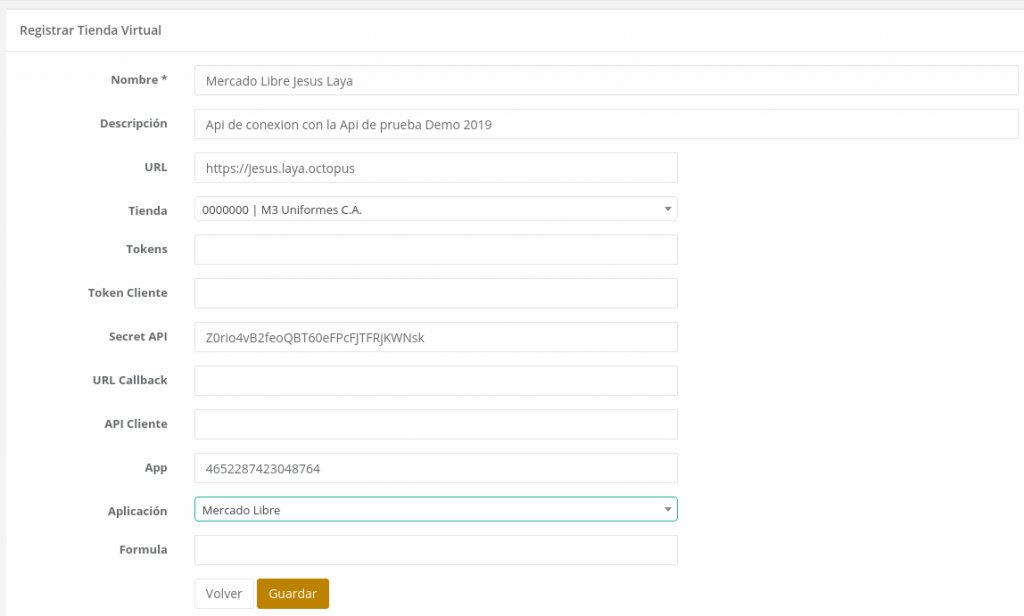 Registrar Tienda Virtual
Nombre * Mercado Libre Jesus Laya
Descripción Api de conexion con la Api de prueba Demo 2019
URL https://jesus.laya.octopus
Tienda 0000000 | M3 Uniformes C.A.
Tokens
Token Cliente
Secret API Z0rio4vB2feoQBT60eFPcFJTFRjKWNsk
URL Callback
API Cliente
App 4652287423048764
Aplicación Mercado Libre
Formula
Volver Guardar